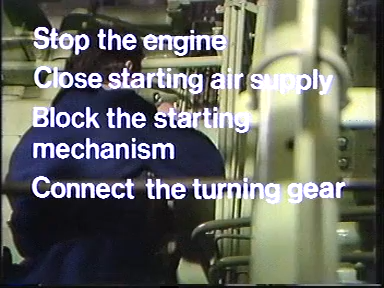 Stop the engine
Close starting air supply
Block the starting
mechanism
Connect the turning gear